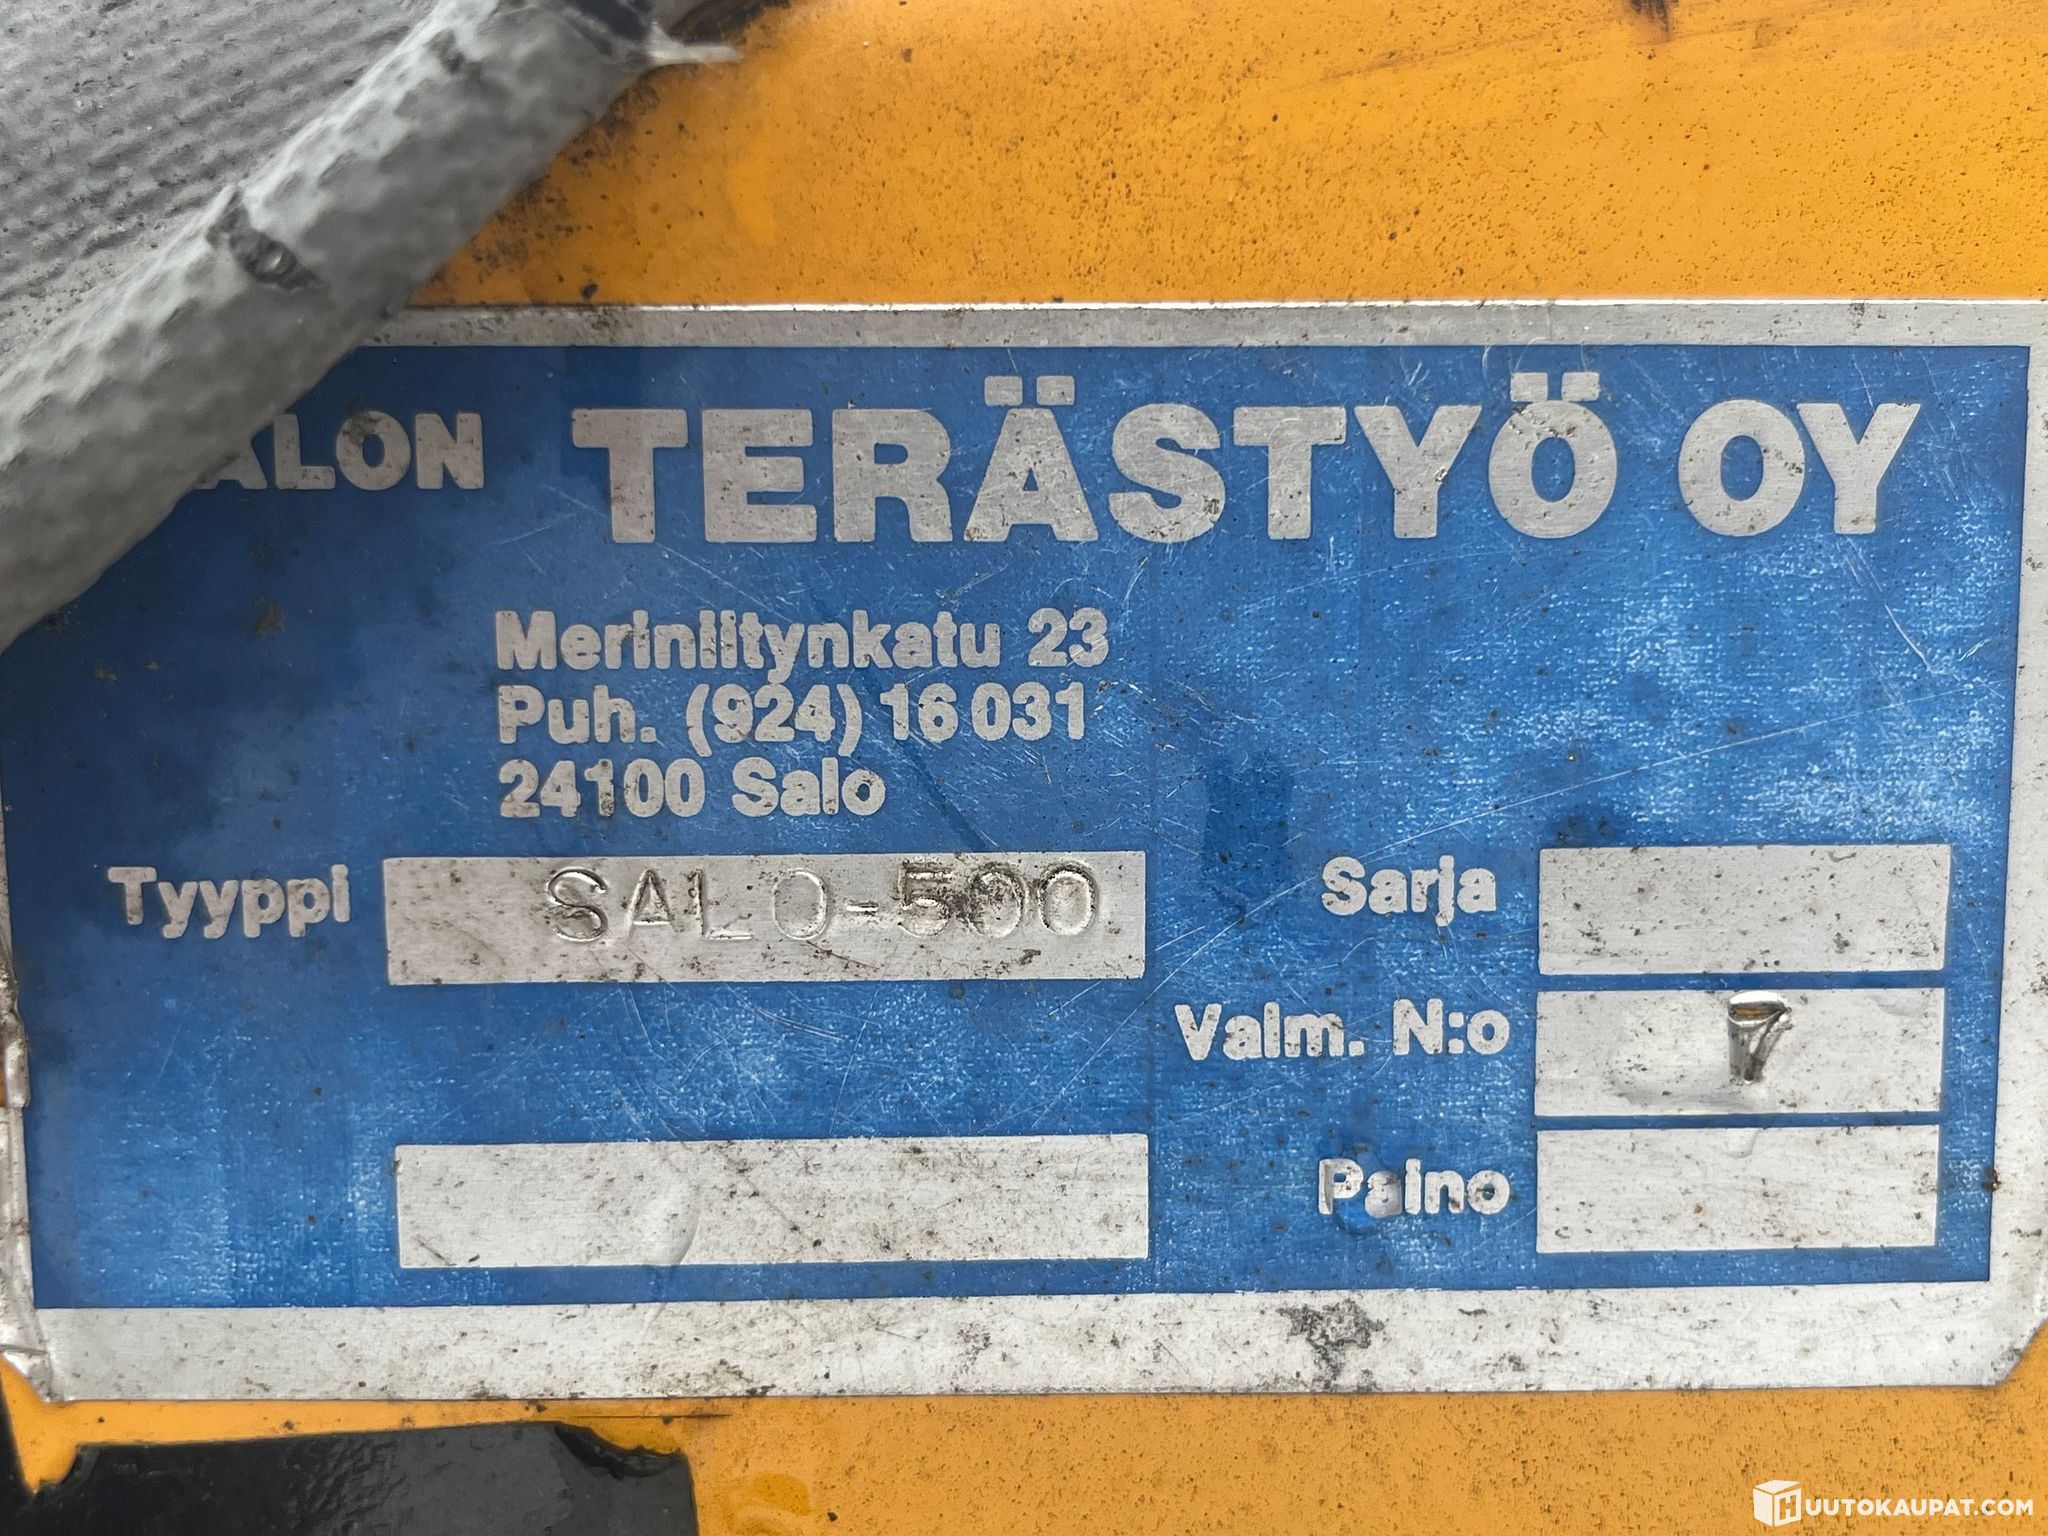 ALON TERÄSTYÖ OY
Meriniitynkatu 23
Puh. (924) 16 031
24100 Salo
Tyyppi SALO-500 Sarja
Valm. N:o 7
Paino
HUUTOKAUPAT.COM